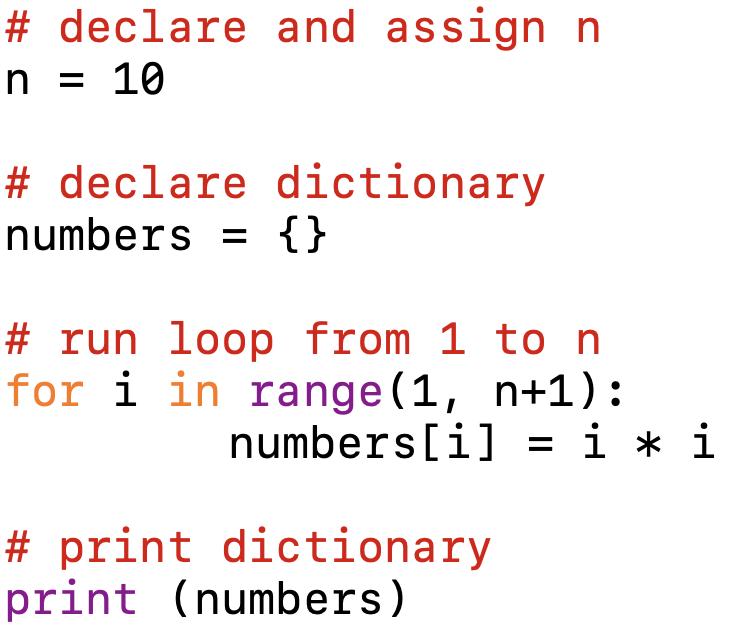 # declare and assign n
n = 10
# declare dictionary
numbers = {}
# run loop from 1 to n
for i in range(1, n+1):
        numbers[i] = i * i
# print dictionary
print (numbers)